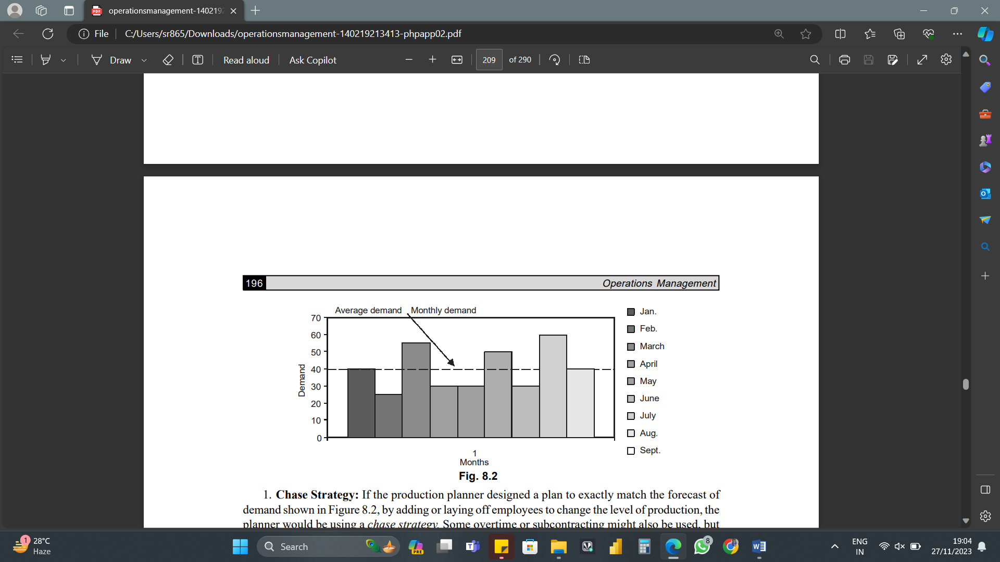 operationsmanagement-140219
File
C:/Users/sr865/Downloads/operationsmanagement-140219213413-phpapp02.pdf
Draw
Read aloud
Ask Copilot
209
of 290
196
Operations Management
Average demand
Monthly demand
70
60
50
40
30
20
10
0
Demand
1
Months
Jan.
Feb.
March
April
May
June
July
Aug.
Sept.
Fig. 8.2
1. Chase Strategy: If the production planner designed a plan to exactly match the forecast of
demand shown in Figure 8.2, by adding or laying off employees to change the level of production, the
planner would be using a chase strategy. Some overtime or subcontracting might also be used, but
1
28°C
Haze
Search
PRE
8
ENG
IN
19:04
27/11/2023